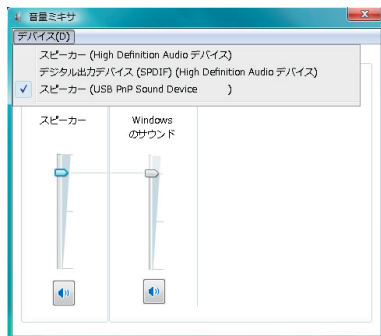 音量ミキサ
デバイス(D)
スピーカー (High Definition Audio デバイス)
デジタル出力デバイス (SPDIF) (High Definition Audio デバイス)
スピーカー (USB PnP Sound Device )
スピーカー
Windows
のサウンド